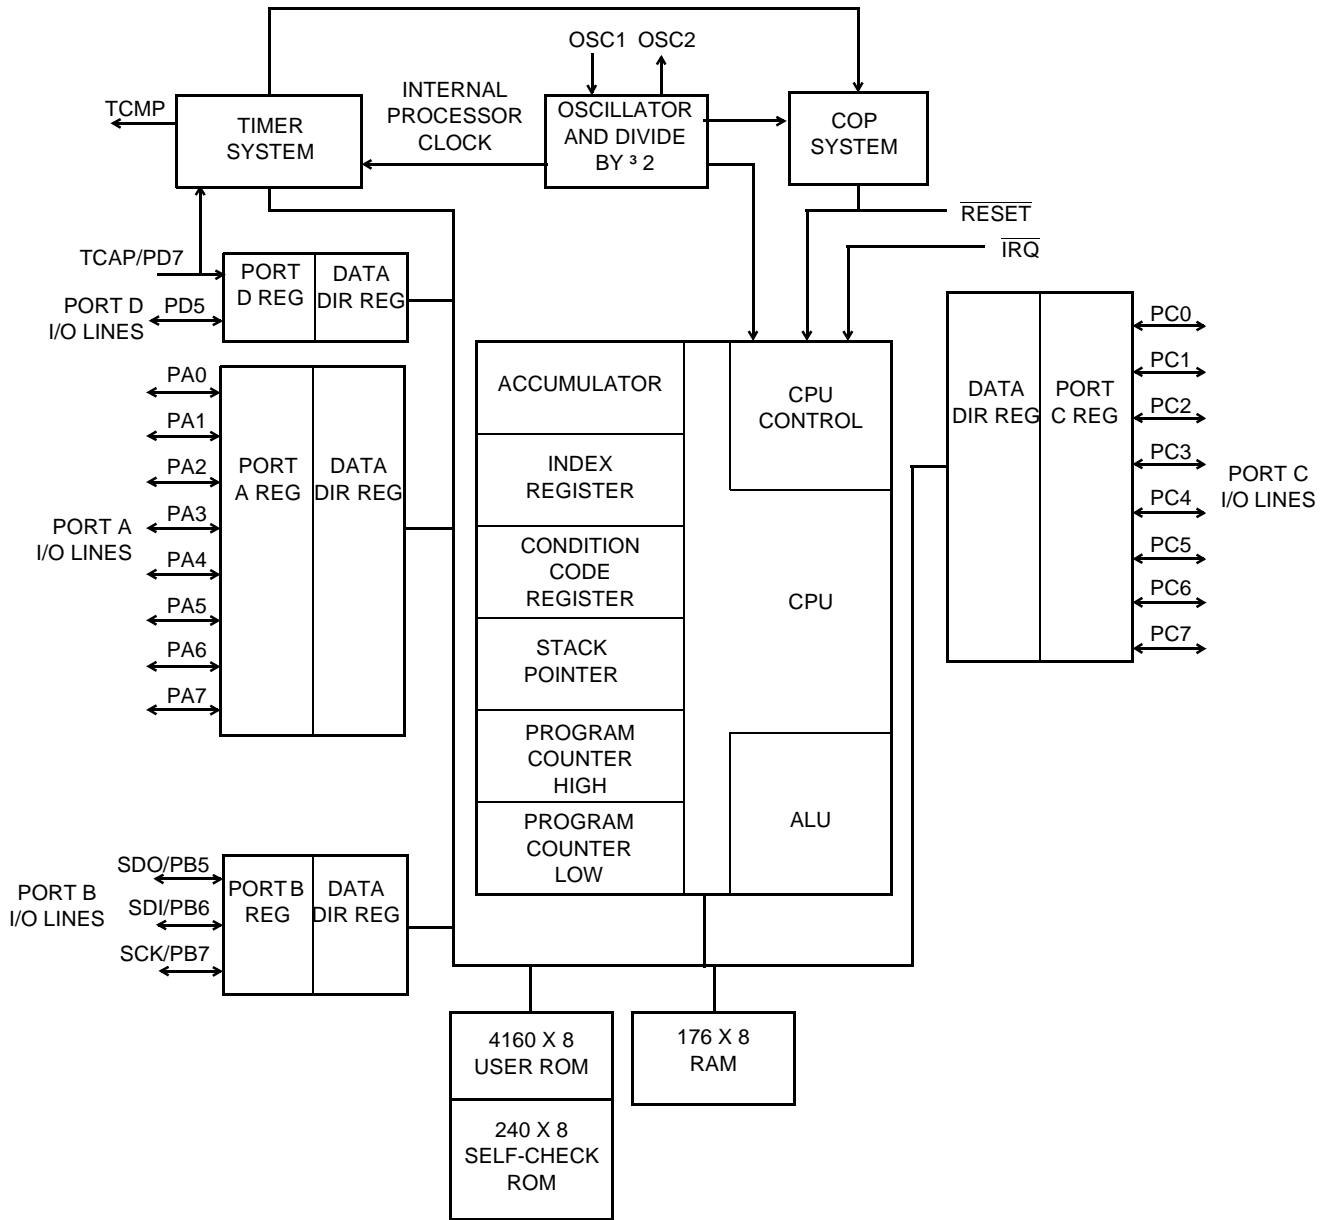 OSC1 OSC2
TCMP
TIMER
SYSTEM
INTERNAL
PROCESSOR
CLOCK
OSCILLATOR
AND DIVIDE
BY ³ 2
COP
SYSTEM
RESET
IRQ
TCAP/PD7
PORT D
I/O LINES
PD5
PORT
D REG
DATA
DIR REG
PORT A
I/O LINES
PA0
PA1
PA2
PA3
PA4
PA5
PA6
PA7
PORT
A REG
DATA
DIR REG
ACCUMULATOR
INDEX
REGISTER
CONDITION
CODE
REGISTER
STACK
POINTER
PROGRAM
COUNTER
HIGH
PROGRAM
COUNTER
LOW
CPU
CONTROL
CPU
ALU
DATA
DIR REG
PORT
C REG
PC0
PC1
PC2
PC3
PC4
PC5
PC6
PC7
PORT C
I/O LINES
PORT B
I/O LINES
SDO/PB5
SDI/PB6
SCK/PB7
PORT B
REG
DATA
DIR REG
4160 X 8
USER ROM
240 X 8
SELF-CHECK
ROM
176 X 8
RAM